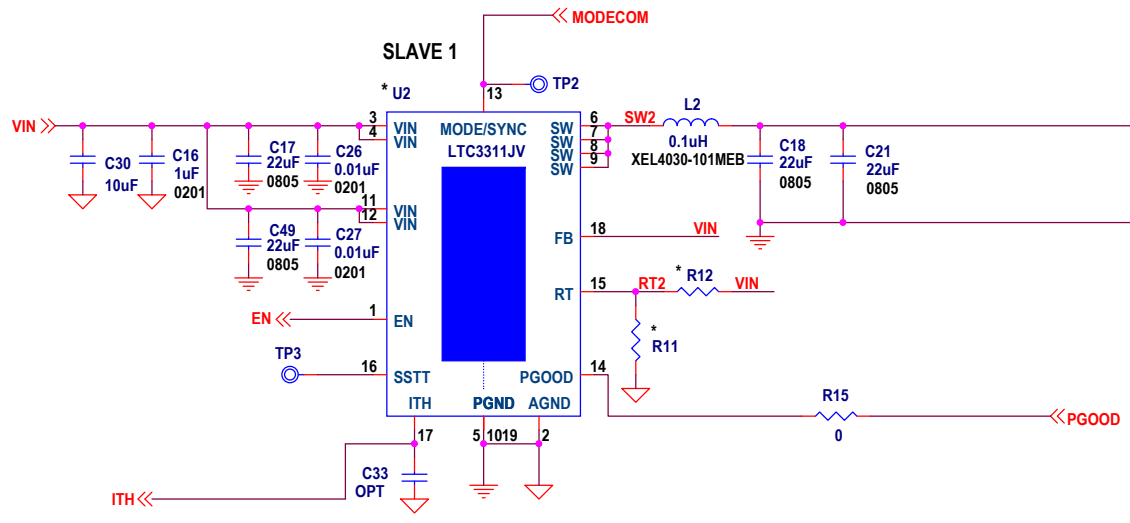 MODECOM
SLAVE 1
* U2
13
TP2
VIN
3
4
VIN
VIN
MODE/SYNC
LTC3311JV
SW
SW
SW
SW
6
7
8
9
SW2
L2
0.1uH
XEL4030-101MEB
C30
10uF
C16
1uF
0201
C17
22uF
0805
C26
0.01uF
0201
C18
22uF
0805
C21
22uF
0805
11
12
VIN
VIN
C49
22uF
0805
C27
0.01uF
0201
FB
18
VIN
RT
15
RT2
*
R12
VIN
*
R11
EN
1
EN
TP3
16
SSTT
PGOOD
14
ITH
PGND
AGND
R15
0
PGOOD
17
5
1019
2
C33
OPT
ITH